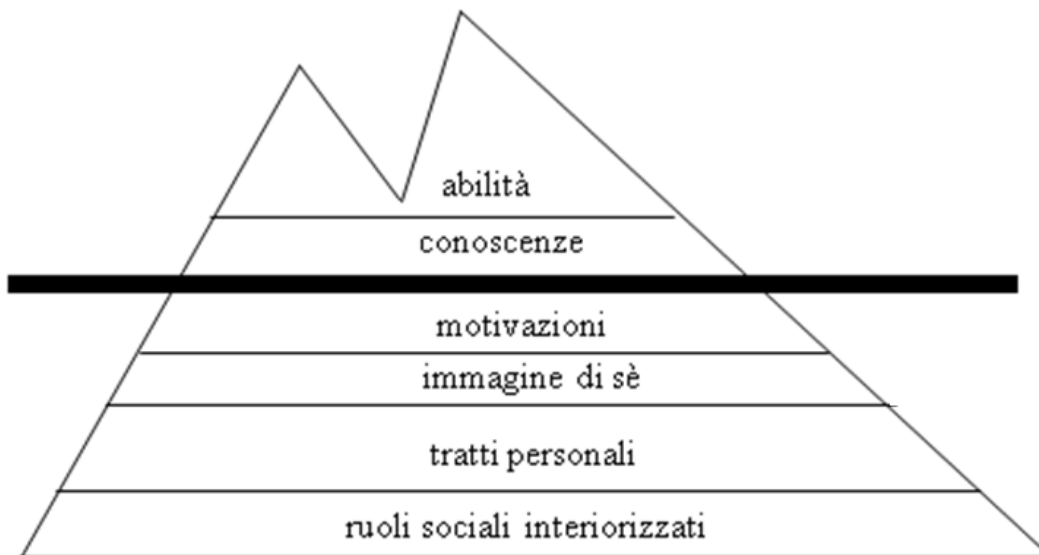 abilità
conoscenze
motivazioni
immagine di sè
tratti personali
ruoli sociali interiorizzati